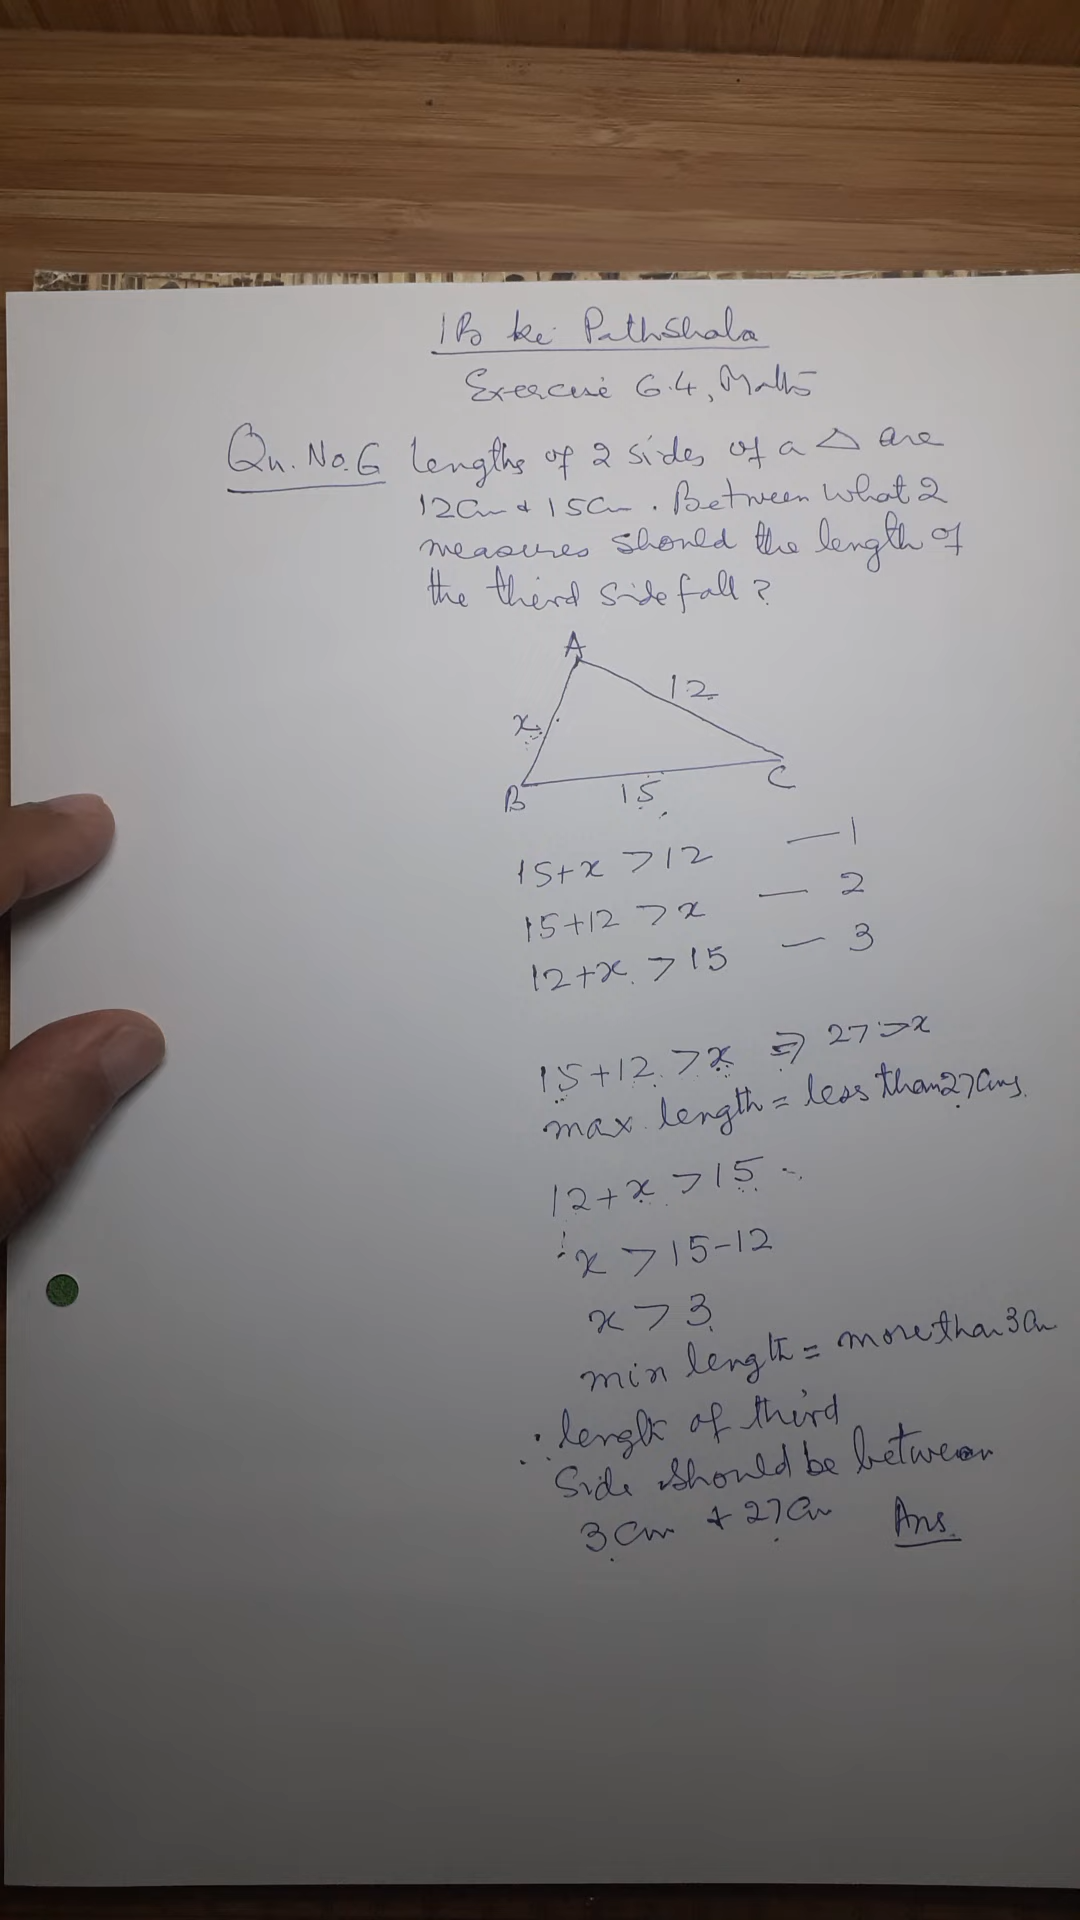 IB ki Pathshala
Exercise 6.4, Maths
Qu. No. 6 Lengths of 2 sides of a △ are
12cm & 15cm. Between what 2
measures should the length of
the third side fall?
A
12
x
B
15
C
15+x > 12 — 1
15+12 > x — 2
12+x > 15 — 3
15+12 > x ⇒ 27 > x
max. length = less than 27cms.
12+x > 15
x > 15-12
x > 3
min length = more than 3cm
∴ length of third
Side should be between
3cm & 27cm Ans.